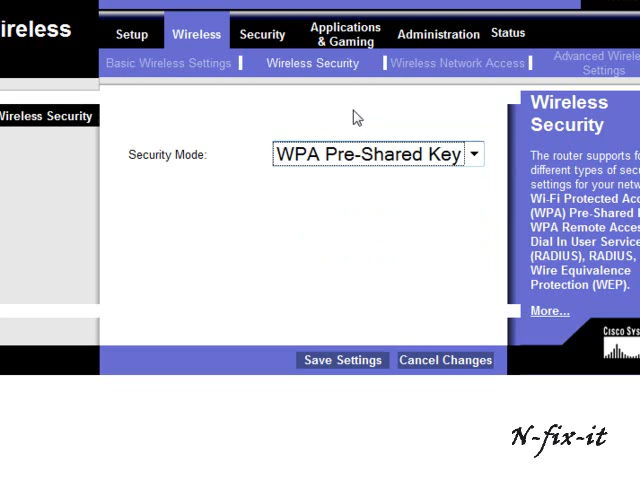 ireless
Setup
Wireless
Security
Applications
& Gaming
Administration
Status
Basic Wireless Settings
Wireless Security
Wireless Network Access
Advanced Wirele
Settings
Wireless Security
Security Mode:
WPA Pre-Shared Key
Wireless
Security
The router supports fo
different types of secu
settings for your netw
Wi-Fi Protected Acc
(WPA) Pre-Shared
WPA Remote Acces
Dial In User Service
(RADIUS), RADIUS,
Wire Equivalence
Protection (WEP).
More...
CISCO SYS
Save Settings
Cancel Changes
N-fix-it